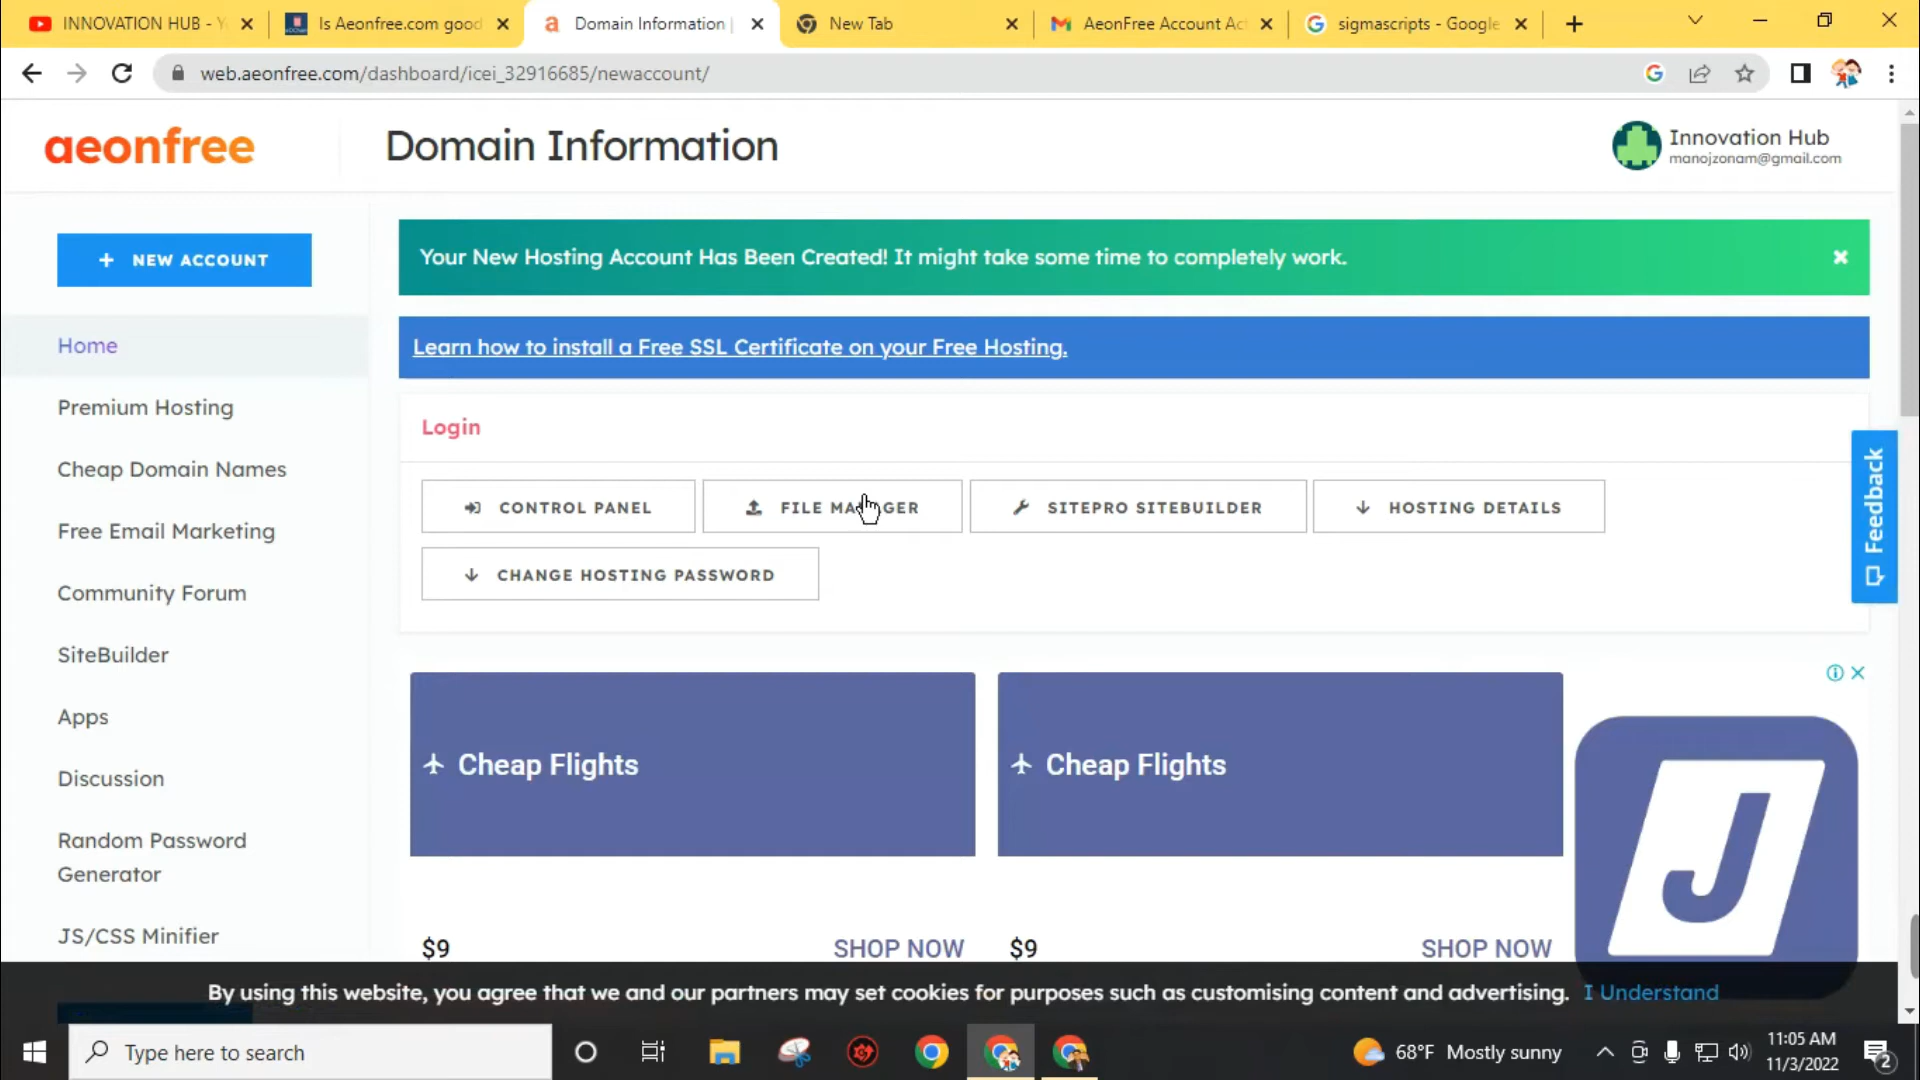 INNOVATION HUB - Y
Is Aeonfree.com good
Domain Information |
New Tab
AeonFree Account Act
sigmascripts - Google
web.aeonfree.com/dashboard/icei_32916685/newaccount/
aeonfree
Domain Information
Innovation Hub
manojzonam@gmail.com
+ NEW ACCOUNT
Your New Hosting Account Has Been Created! It might take some time to completely work.
Home
Learn how to install a Free SSL Certificate on your Free Hosting.
Premium Hosting
Login
Cheap Domain Names
CONTROL PANEL
FILE MANAGER
SITEPRO SITEBUILDER
HOSTING DETAILS
Feedback
Free Email Marketing
CHANGE HOSTING PASSWORD
Community Forum
SiteBuilder
Apps
Cheap Flights
Cheap Flights
Discussion
Random Password
Generator
J
JS/CSS Minifier
$9
SHOP NOW
$9
SHOP NOW
By using this website, you agree that we and our partners may set cookies for purposes such as customising content and advertising. I Understand
Type here to search
68°F Mostly sunny
11:05 AM
11/3/2022
2